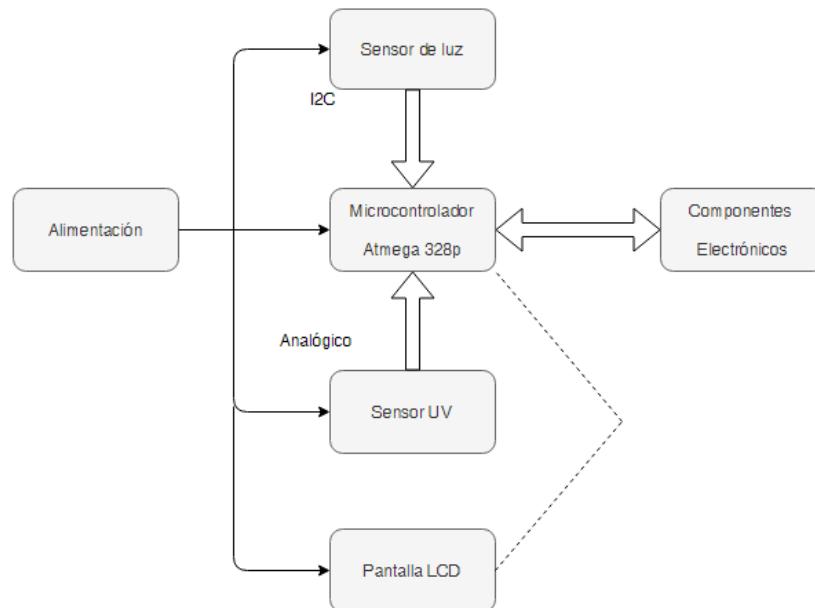 Sensor de luz
I2C
Alimentación
Microcontrolador
Atmega 328p
Componentes
Electrónicos
Analógico
Sensor UV
Pantalla LCD